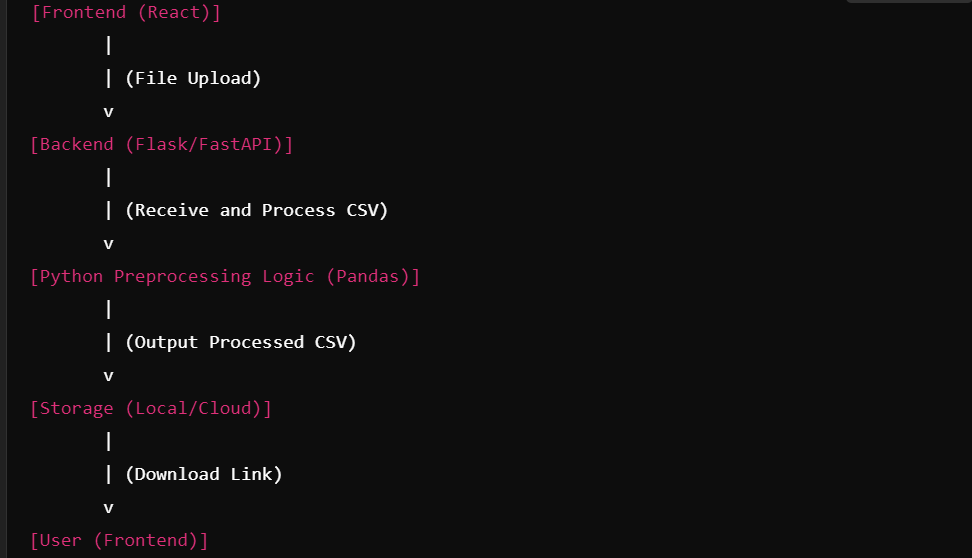 [Frontend (React)]
|
| (File Upload)
v
[Backend (Flask/FastAPI)]
|
| (Receive and Process CSV)
v
[Python Preprocessing Logic (Pandas)]
|
| (Output Processed CSV)
v
[Storage (Local/Cloud)]
|
| (Download Link)
v
[User (Frontend)]